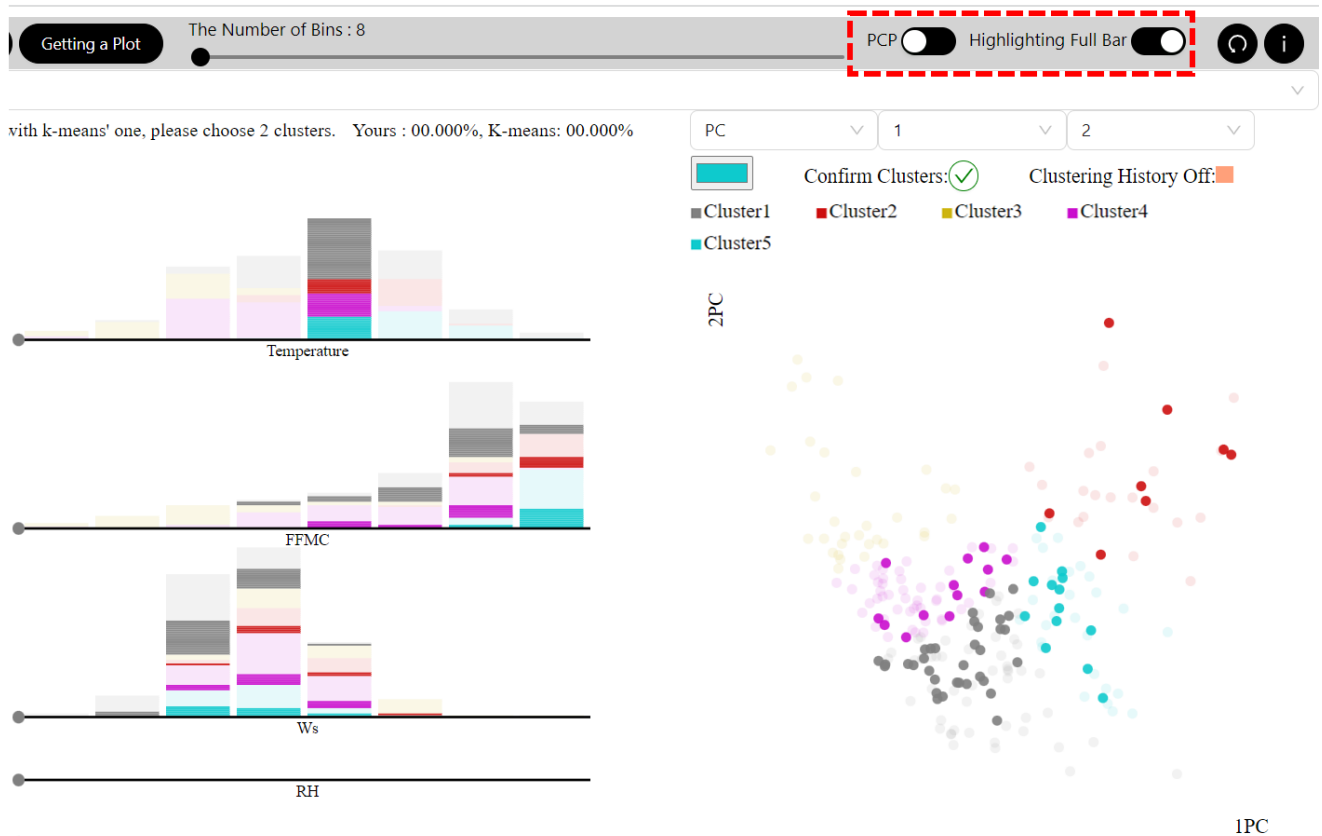 Getting a Plot
The Number of Bins : 8
PCP
Highlighting Full Bar
with k-means' one, please choose 2 clusters. Yours : 00.000%, K-means: 00.000%
PC
1
2
Confirm Clusters:
Clustering History Off:
Cluster1
Cluster2
Cluster3
Cluster4
Cluster5
Temperature
FFMC
Ws
RH
2PC
1PC